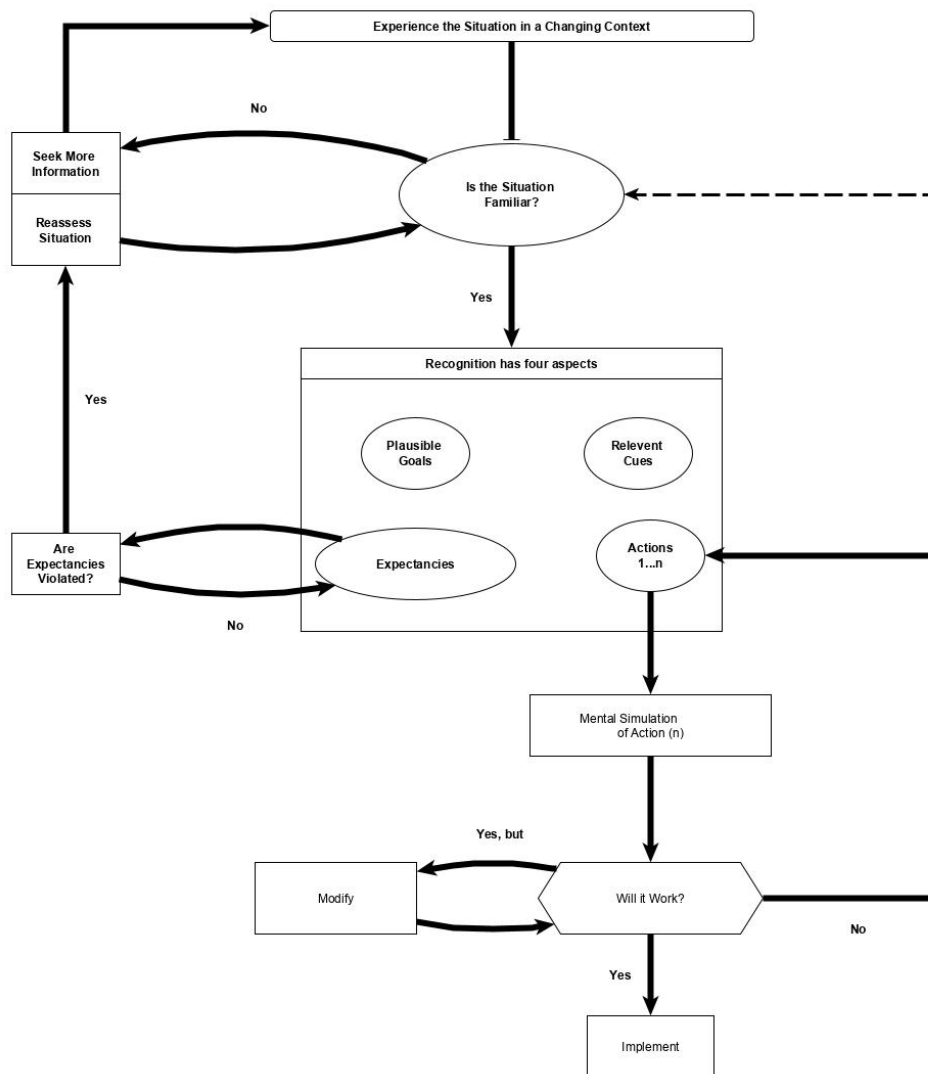 Experience the Situation in a Changing Context
No
Seek More
Information
Is the Situation
Familiar?
Reassess
Situation
Yes
Recognition has four aspects
Yes
Plausible
Goals
Relevent
Cues
Are
Expectancies
Violated?
Expectancies
Actions
1...n
No
Mental Simulation
of Action (n)
Yes, but
Modify
Will it Work?
No
Yes
Implement